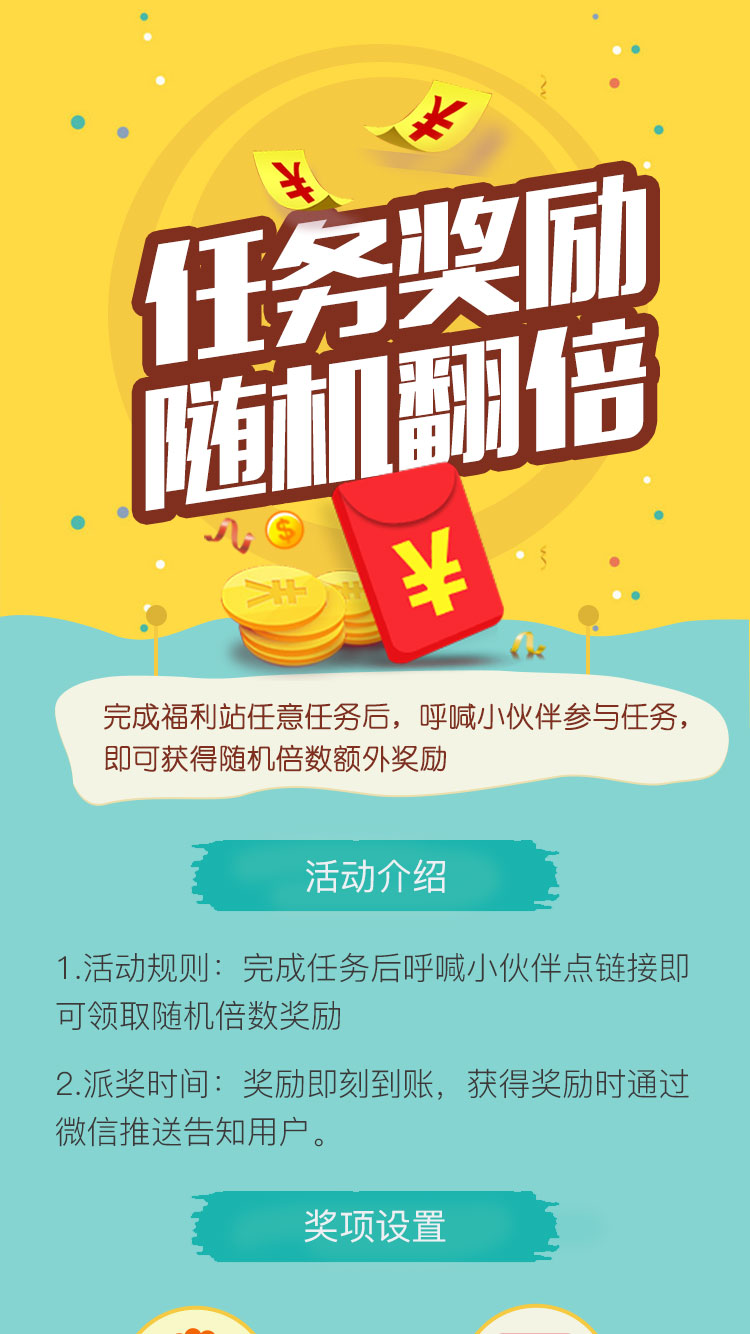 任务奖励
随机翻倍
完成福利站任意任务后，呼喊小伙伴参与任务，
即可获得随机倍数额外奖励
活动介绍
1.活动规则：完成任务后呼喊小伙伴点链接即
可领取随机倍数奖励
2.派奖时间：奖励即刻到账，获得奖励时通过
微信推送告知用户。
奖项设置